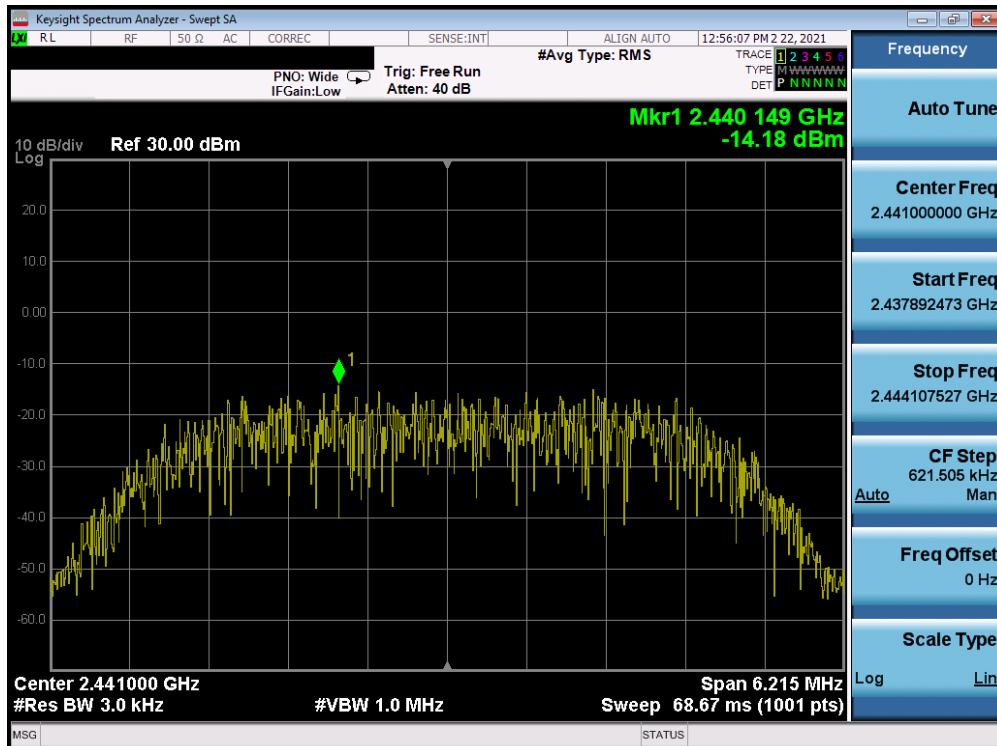 Keysight Spectrum Analyzer - Swept SA
LXI RL RF 50 Ω AC CORREC SENSE:INT ALIGN AUTO 12:56:07 PM 2 22, 2021
#Avg Type: RMS
TRACE 1 2 3 4 5 6
PNO: Wide
Trig: Free Run
TYPE M WWWWW
IFGain:Low
Atten: 40 dB
DET P N N N N N
Mkr1 2.440 149 GHz
-14.18 dBm
10 dB/div Ref 30.00 dBm
Log
20.0
10.0
0.00
-10.0
1
-20.0
-30.0
-40.0
-50.0
-60.0
Center 2.441000 GHz Span 6.215 MHz
#Res BW 3.0 kHz #VBW 1.0 MHz Sweep 68.67 ms (1001 pts)
MSG STATUS
Frequency
Auto Tune
Center Freq
2.441000000 GHz
Start Freq
2.437892473 GHz
Stop Freq
2.444107527 GHz
CF Step
621.505 kHz
Auto Man
Freq Offset
0 Hz
Scale Type
Log Lin